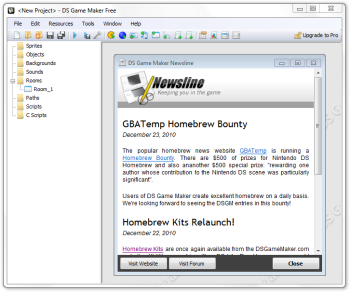 <New Project> - DS Game Maker Free
File Edit Resources Tools Window Help
Upgrade to Pro
Sprites
Objects
Backgrounds
Sounds
Rooms
Room_1
Paths
Scripts
C Scripts
DS Game Maker Newsline
Newsline
Keeping you in the game
GBATemp Homebrew Bounty
December 23, 2010
The popular homebrew news website GBATemp is running a
Homebrew Bounty. There are $500 of prizes for Nintendo DS
Homebrew and also ananother $500 special prize: "rewarding one
author whose contribution to the Nintendo DS scene was particularly
significant".
Users of DS Game Maker create excellent homebrew on a daily basis.
We're looking forward to seeing the DSGM entries in this bounty!
Homebrew Kits Relaunch!
December 22, 2010
Homebrew Kits are once again available from the DSGameMaker.com
Visit Website
Visit Forum
Close